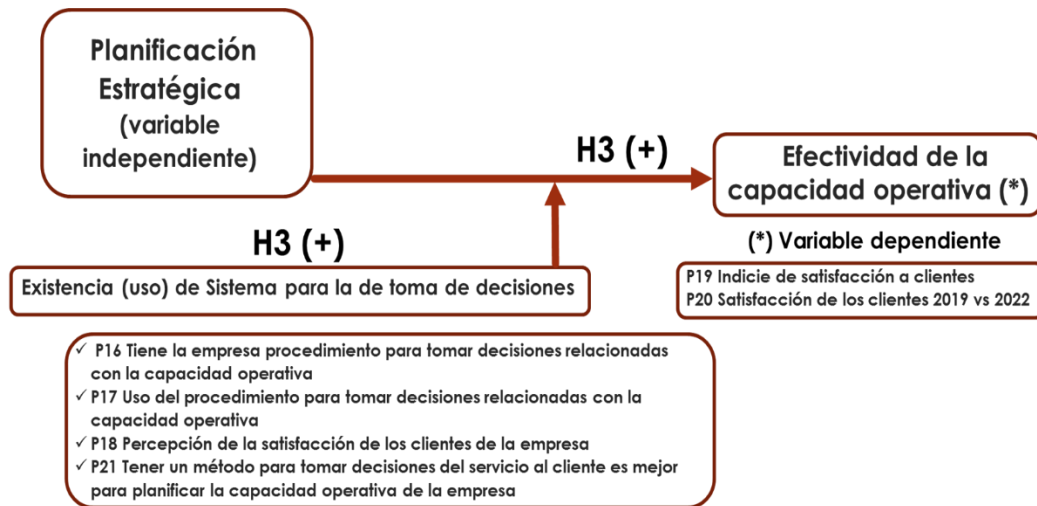 Planificación
Estratégica
(variable
independiente)
H3 (+)
Efectividad de la
capacidad operativa (*)
(*) Variable dependiente
P19 Indicie de satisfacción a clientes
P20 Satisfacción de los clientes 2019 vs 2022
H3 (+)
Existencia (uso) de Sistema para la de toma de decisiones
✓ P16 Tiene la empresa procedimiento para tomar decisiones relacionadas
con la capacidad operativa
✓ P17 Uso del procedimiento para tomar decisiones relacionadas con la
capacidad operativa
✓ P18 Percepción de la satisfacción de los clientes de la empresa
✓ P21 Tener un método para tomar decisiones del servicio al cliente es mejor
para planificar la capacidad operativa de la empresa